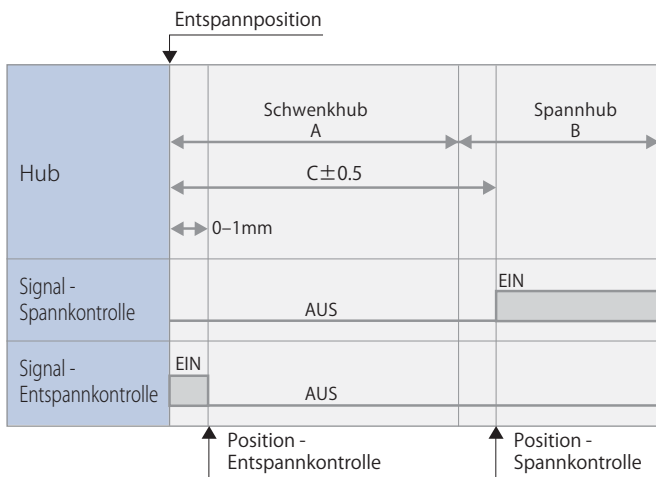 Entspannposition
Schwenkhub
A
Spannhub
B
Hub
C±0.5
0–1mm
Signal -
Spannkontrolle
EIN
AUS
Signal -
Entspannkontrolle
EIN
AUS
Position -
Entspannkontrolle
Position -
Spannkontrolle